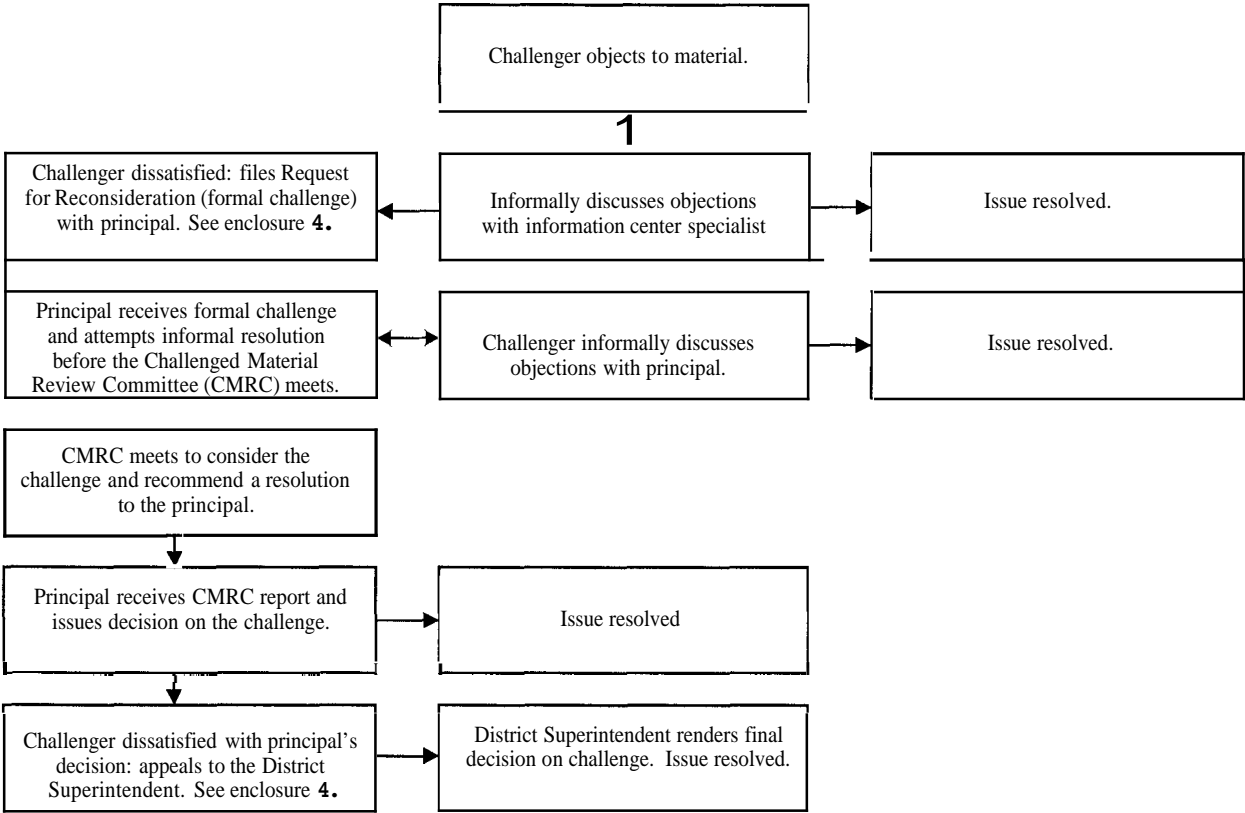 Challenger objects to material.
1
Challenger dissatisfied: files Request
for Reconsideration (formal challenge)
with principal. See enclosure 4.
Informally discusses objections
with information center specialist
Issue resolved.
Principal receives formal challenge
and attempts informal resolution
before the Challenged Material
Review Committee (CMRC) meets.
Challenger informally discusses
objections with principal.
Issue resolved.
CMRC meets to consider the
challenge and recommend a resolution
to the principal.
Principal receives CMRC report and
issues decision on the challenge.
Issue resolved
Challenger dissatisfied with principal's
decision: appeals to the District
Superintendent. See enclosure 4.
District Superintendent renders final
decision on challenge. Issue resolved.